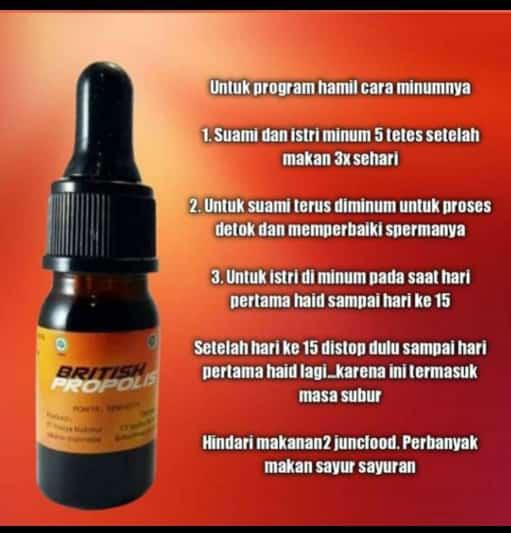 Untuk program hamil cara minumnya
1. Suami dan istri minum 5 tetes setelah
makan 3x sehari
2. Untuk suami terus diminum untuk proses
detok dan memperbaiki spermanya
3. Untuk istri di minum pada saat hari
pertama haid sampai hari ke 15
Setelah hari ke 15 distop dulu sampai hari
pertama haid lagi...karena ini termasuk
masa subur
Hindari makanan2 juncfood. Perbanyak
makan sayur sayuran
BRITISH
PROPOLIS